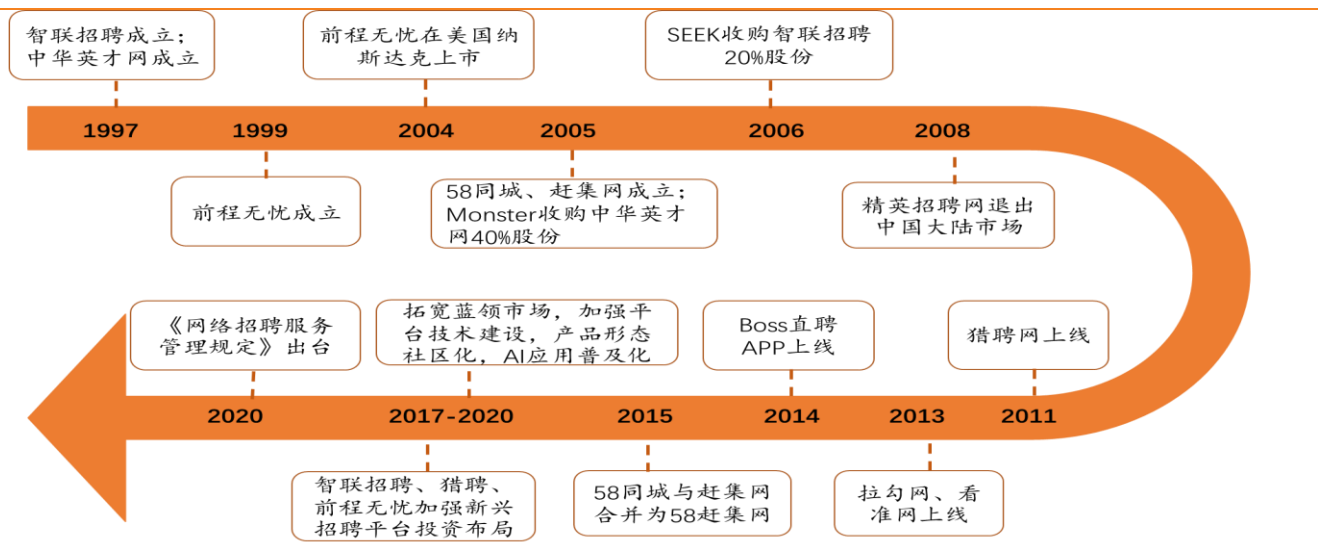 智联招聘成立；
中华英才网成立
前程无忧在美国纳
斯达克上市
SEEK收购智联招聘
20%股份
1997
1999
2004
2005
2006
2008
前程无忧成立
58同城、赶集网成立；
Monster收购中华英才
网40%股份
精英招聘网退出
中国大陆市场
猎聘网上线
Boss直聘
APP上线
拓宽蓝领市场，加强平
台技术建设，产品形态
社区化，AI应用普及化
《网络招聘服务
管理规定》出台
2011
2013
2014
2015
2017-2020
2020
拉勾网、看
准网上线
58同城与赶集网
合并为58赶集网
智联招聘、猎聘、
前程无忧加强新兴
招聘平台投资布局